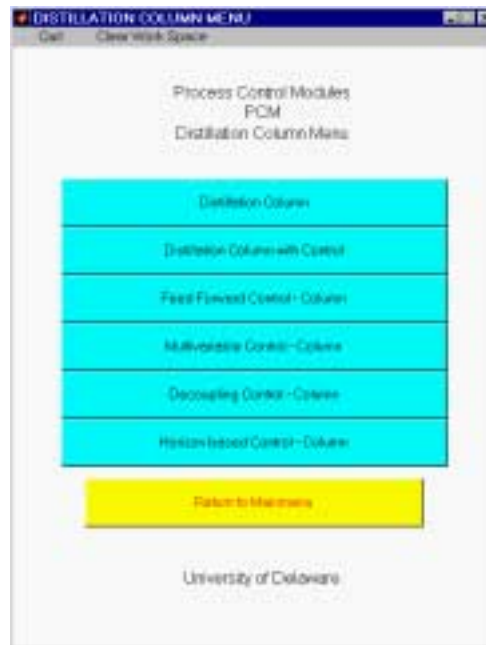 DISTILLATION COLUMN MENU
Quit Clear Work Space
Process Control Modules
PCM
Distillation Column Menu
Distillation Column
Distillation Column with Control
Feed Forward Control - Column
Multivariable Control - Column
Decoupling Control - Column
Horizon based Control - Column
Return to Mainmenu
University of Delaware